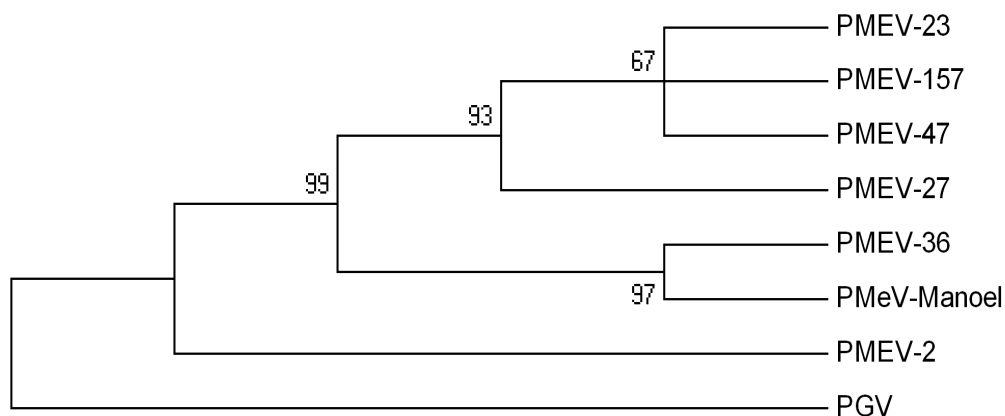 PMEV-23
67
PMEV-157
93
PMEV-47
99
PMEV-27
PMEV-36
97
PMeV-Manoel
PMEV-2
PGV